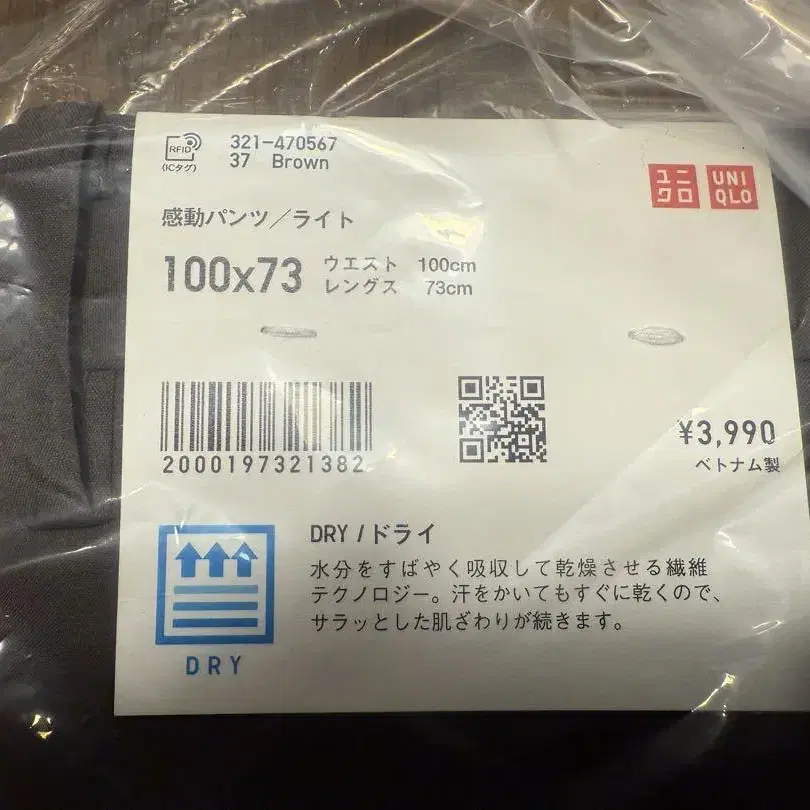 RFID
(ICタグ)
321-470567
37 Brown
ユニクロ
UNIQLO
感動パンツ/ライト
100x73
ウエスト 100cm
レングス 73cm
2000197321382
¥3,990
ベトナム製
DRY
DRY / ドライ
水分をすばやく吸収して乾燥させる繊維
テクノロジー。汗をかいてもすぐに乾くので、
サラッとした肌ざわりが続きます。